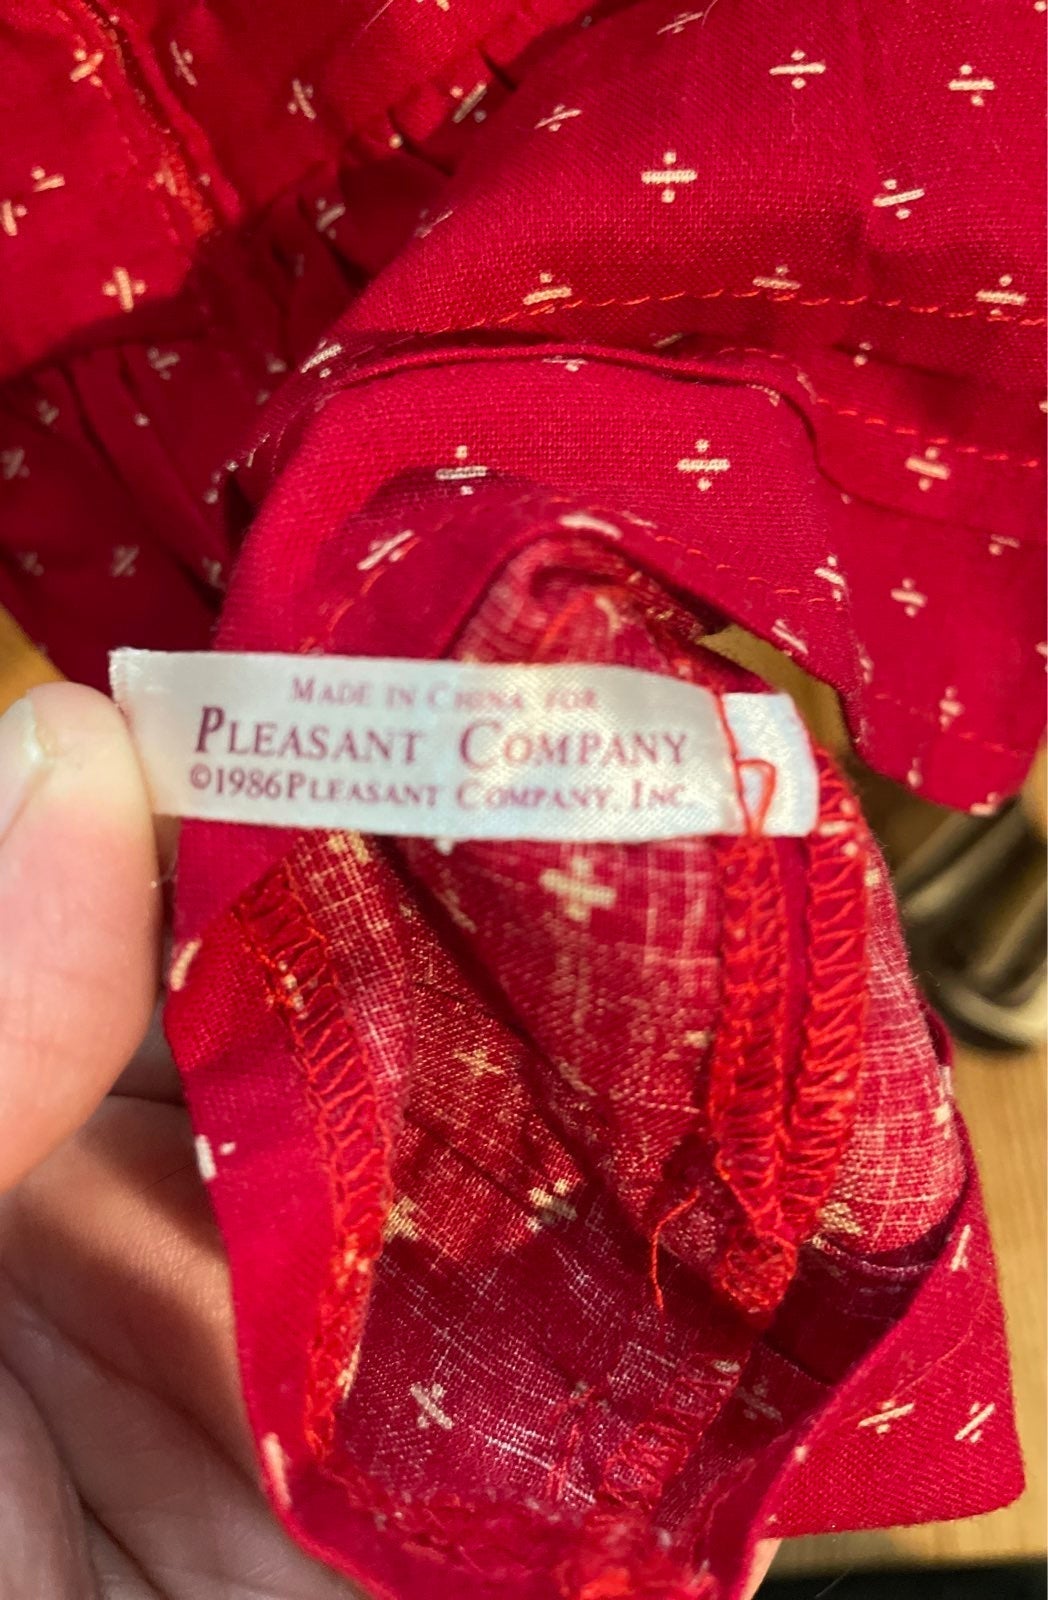 MADE IN CHINA FOR
PLEASANT COMPANY
©1986 PLEASANT COMPANY, INC.